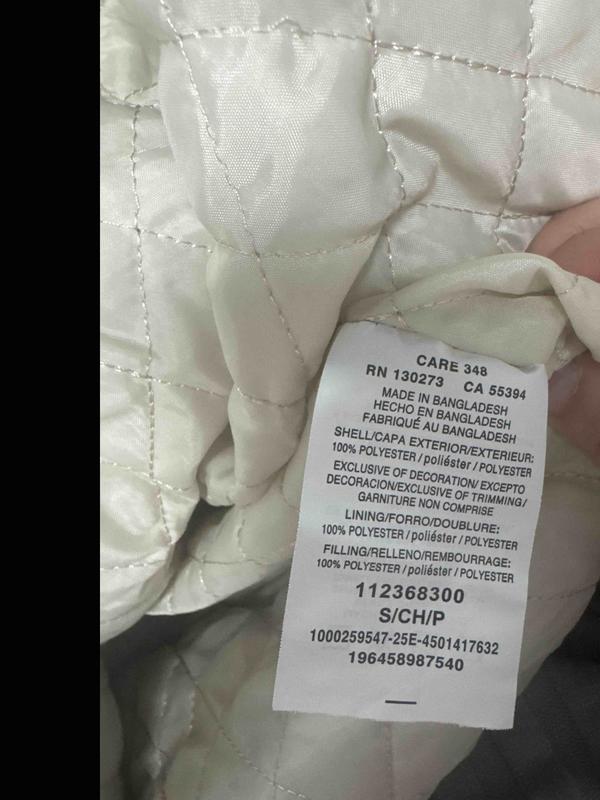 CARE 348
RN 130273 CA 55394
MADE IN BANGLADESH
HECHO EN BANGLADESH
FABRIQUÉ AU BANGLADESH
SHELL/CAPA EXTERIOR/EXTERIEUR:
100% POLYESTER / poliéster / POLYESTER
EXCLUSIVE OF DECORATION/ EXCEPTO
DECORACION/EXCLUSIVE OF TRIMMING/
GARNITURE NON COMPRISE
LINING/FORRO/DOUBLURE:
100% POLYESTER / poliéster / POLYESTER
FILLING/RELLENO/REMBOURRAGE:
100% POLYESTER / poliéster / POLYESTER
112368300
S/CH/P
1000259547-25E-4501417632
196458987540